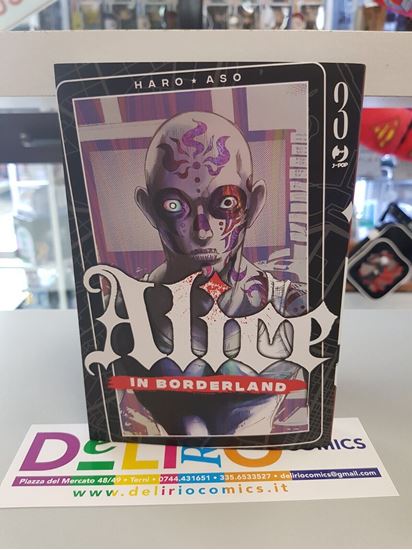 HARO ★ ASO
3
J-POP
Alice
IN BORDERLAND
DELIRIO COMICS
Piazza del Mercato 48/49 • Terni • 0744.431651 • 335.6533527 • deliriocomics@gmail.com
www.deliriocomics.it